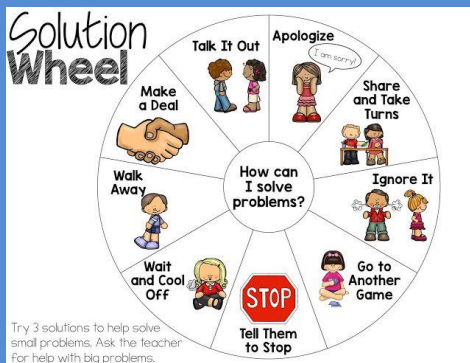 Solution
Wheel
Talk It Out
Apologize
I am sorry!
Share
and Take
Turns
Ignore It
Go to
Another
Game
STOP
Tell Them
to Stop
Wait
and Cool
Off
Walk
Away
Make
a Deal
How can
I solve
problems?
Try 3 solutions to help solve
small problems. Ask the teacher
for help with big problems.